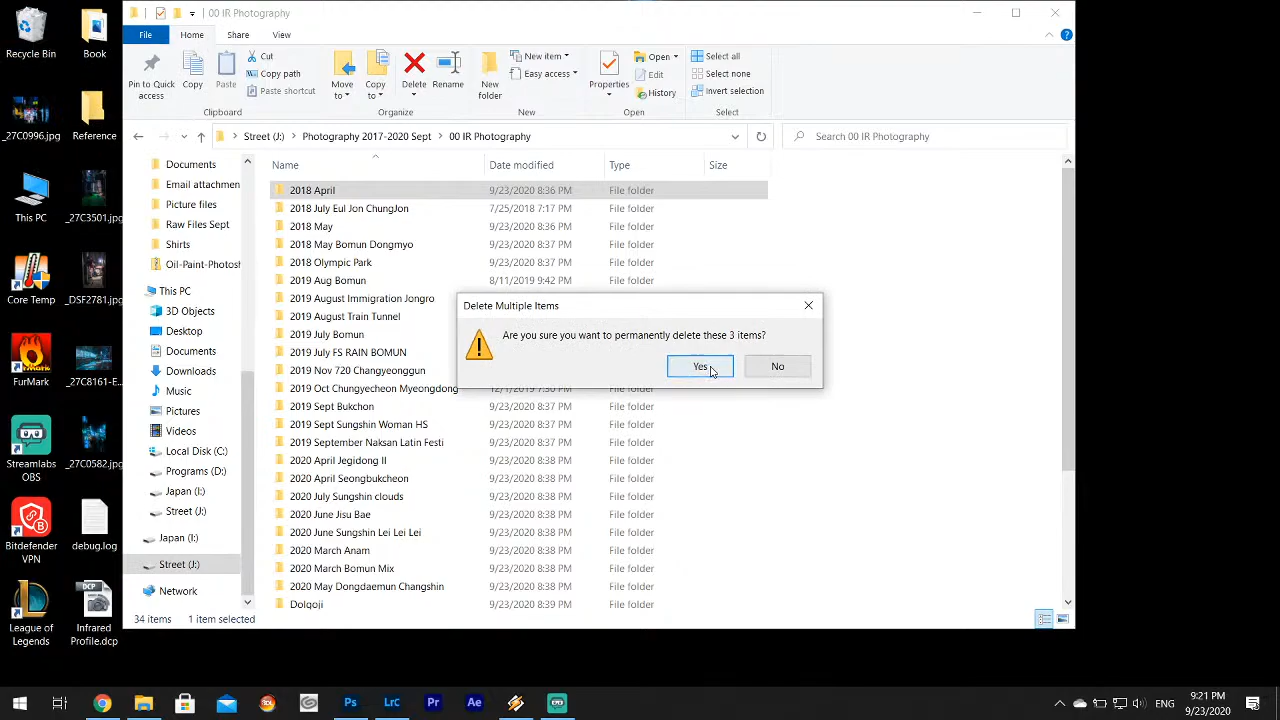 00 IR Photography
File
Home
Share
View
Pin to Quick access
Copy
Paste
Cut
Copy path
Paste shortcut
Clipboard
Move to
Copy to
Delete
Rename
Organize
New folder
New item
Easy access
New
Properties
Open
Edit
History
Open
Select all
Select none
Invert selection
Select
Street (J:) > Photography 2017-2020 Sept > 00 IR Photography
Search 00 IR Photography
Documents
Email attachmen
Picture files
Raw Files Sept
Shirts
Oil-Paint-Photosh
This PC
3D Objects
Desktop
Documents
Downloads
Music
Pictures
Videos
Local Disk (C:)
Programs (D:)
Japan (I:)
Street (J:)
Japan (I:)
Street (J:)
Network
Name Date modified Type Size
2018 April 9/23/2020 8:36 PM File folder
2018 July Eul Jon ChungJon 7/25/2018 7:17 PM File folder
2018 May 9/23/2020 8:36 PM File folder
2018 May Bomun Dongmyo 9/23/2020 8:37 PM File folder
2018 Olympic Park 9/23/2020 8:37 PM File folder
2019 Aug Bomun 8/11/2019 9:42 PM File folder
2019 August Immigration Jongro
2019 August Train Tunnel
2019 July Bomun
2019 July FS RAIN BOMUN
2019 Nov 720 Changyeonggun
2019 Oct Chungyecheon Myeongdong 12/1/2019 7:30 PM File folder
2019 Sept Bukchon 9/23/2020 8:37 PM File folder
2019 Sept Sungshin Woman HS 9/23/2020 8:37 PM File folder
2019 September Naksan Latin Festi 9/23/2020 8:37 PM File folder
2020 April Jegidong II 9/23/2020 8:38 PM File folder
2020 April Seongbukcheon 9/23/2020 8:38 PM File folder
2020 July Sungshin clouds 9/23/2020 8:38 PM File folder
2020 June Jisu Bae 9/23/2020 8:38 PM File folder
2020 June Sungshin Lei Lei Lei 9/23/2020 8:38 PM File folder
2020 March Anam 9/23/2020 8:38 PM File folder
2020 March Bomun Mix 9/23/2020 8:38 PM File folder
2020 May Dongdaemun Changshin 9/23/2020 8:38 PM File folder
Dolgoji 9/23/2020 8:39 PM File folder
34 items 1 item selected
Delete Multiple Items
Are you sure you want to permanently delete these 3 items?
Yes No
Recycle Bin
Book
_27C0996.jpg
Reference
This PC
_27C3501.jpg
Core Temp
_DSF2781.jpg
FurMark
_27C8161-E...
Streamlabs OBS
_27C0582.jpg
Bitdefender VPN
debug.log
League of Legends
DCP
Infrared Profile.dcp
Ps
Lrc
Pr
Ae
ENG
9:21 PM
9/23/2020